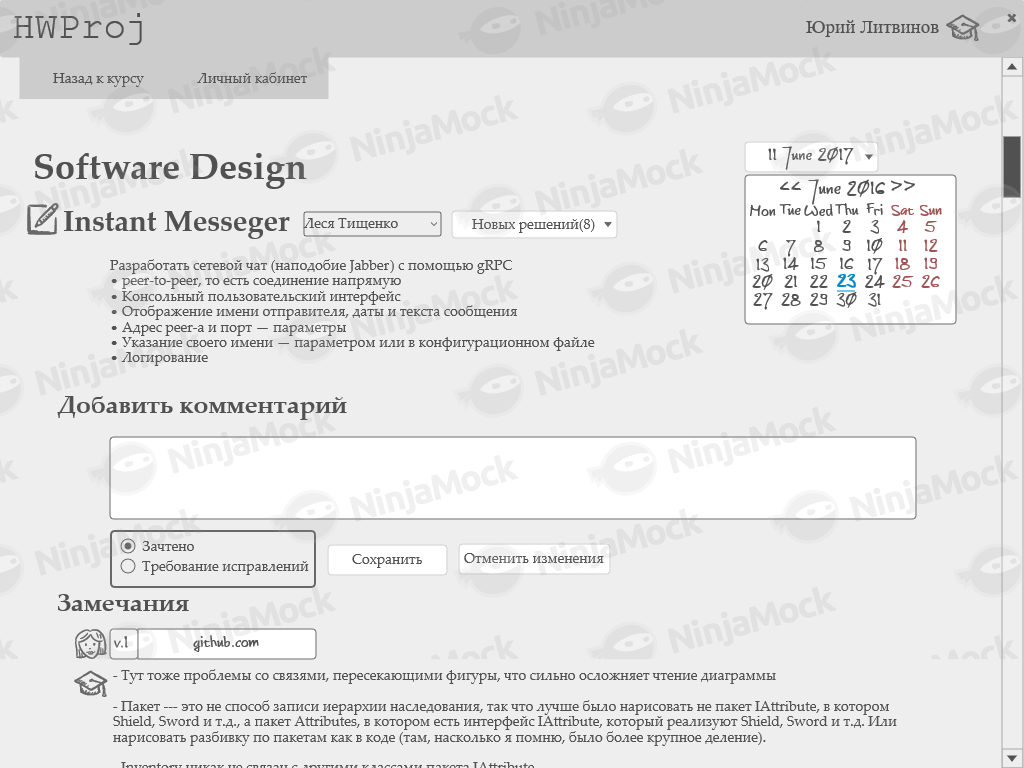 HWProj
Юрий Литвинов
Назад к курсу
Личный кабинет
Software Design
11 June 2017
Instant Messeger
Леся Тищенко
Новых решений(8)
<< June 2016 >>
Mon Tue Wed Thu Fri Sat Sun
1 2 3 4 5
6 7 8 9 10 11 12
13 14 15 16 17 18 19
20 21 22 23 24 25 26
27 28 29 30 31
Разработать сетевой чат (наподобие Jabber) с помощью gRPC
• peer-to-peer, то есть соединение напрямую
• Консольный пользовательский интерфейс
• Отображение имени отправителя, даты и текста сообщения
• Адрес peer-а и порт — параметры
• Указание своего имени — параметром или в конфигурационном файле
• Логирование
Добавить комментарий
Зачтено
Требование исправлений
Сохранить
Отменить изменения
Замечания
v.1
github.com
- Тут тоже проблемы со связями, пересекающими фигуры, что сильно осложняет чтение диаграммы
- Пакет --- это не способ записи иерархии наследования, так что лучше было нарисовать не пакет IAttribute, в котором
Shield, Sword и т.д., а пакет Attributes, в котором есть интерфейс IAttribute, который реализуют Shield, Sword и т.д. Или
нарисовать разбивку по пакетам как в коде (там, насколько я помню, было более крупное деление).
- Inventory никак не связан с другими классами пакета IAttribute
NinjaMock